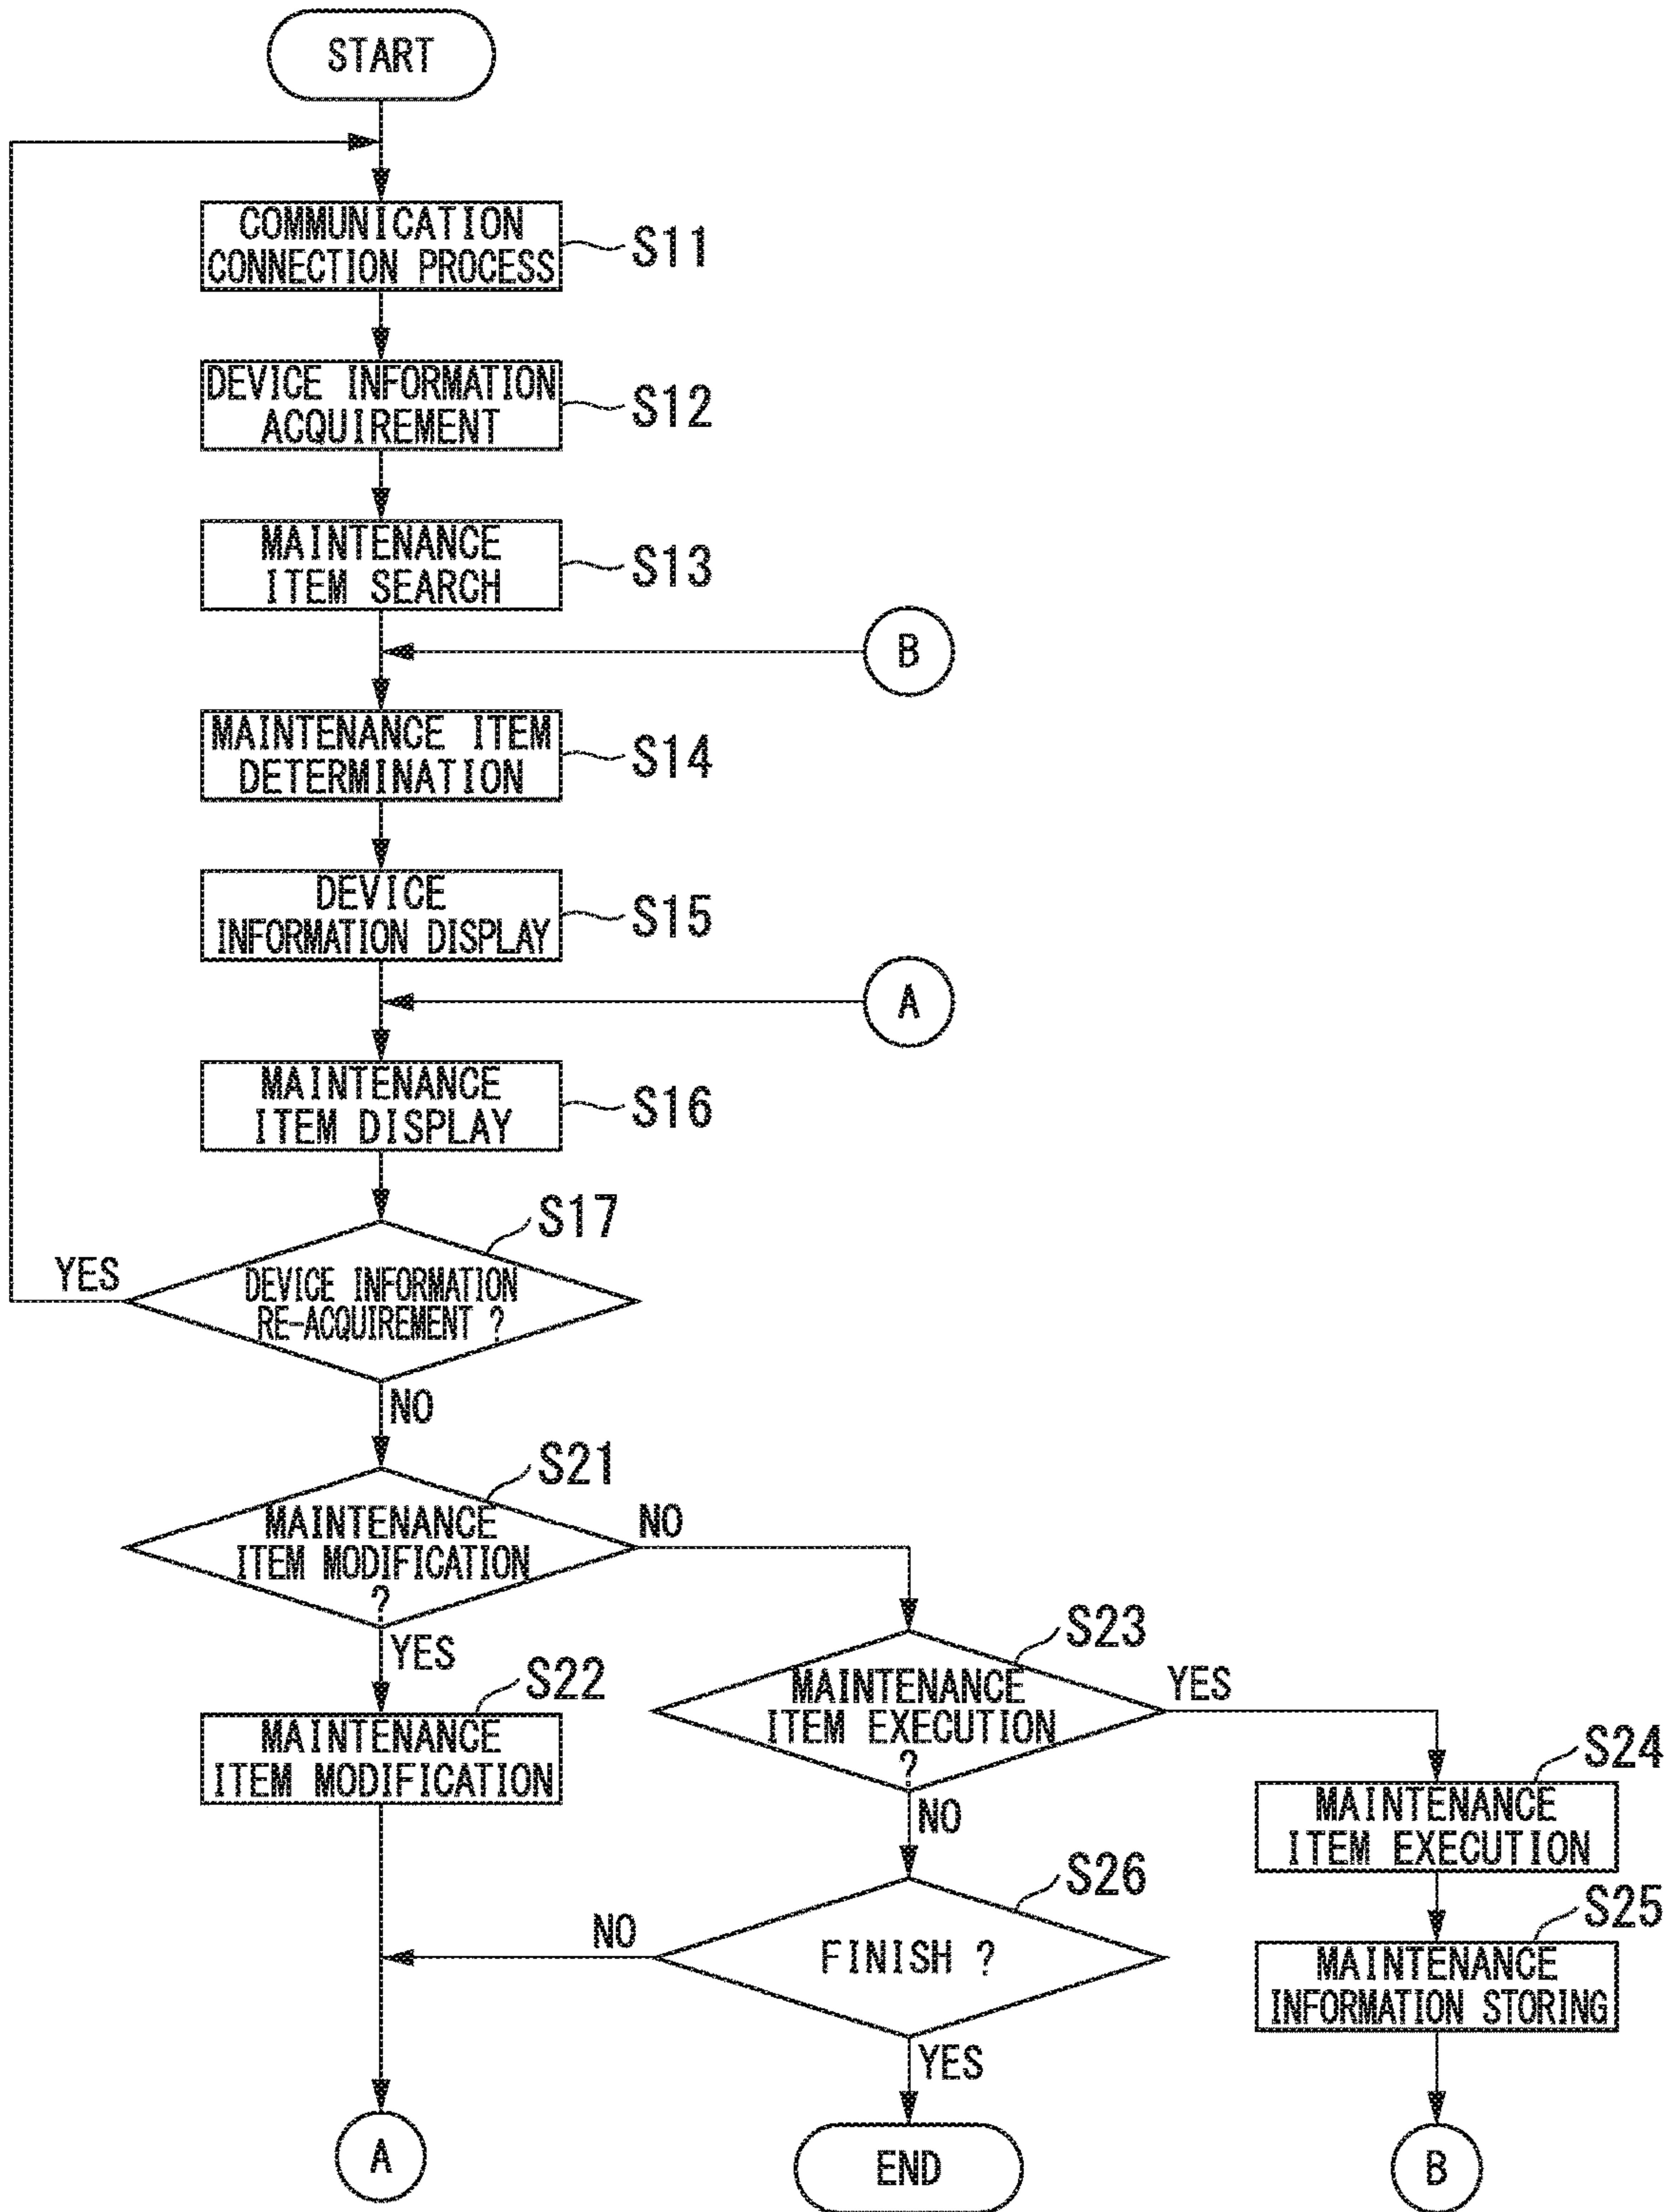 START
COMMUNICATION
CONNECTION PROCESS
S11
DEVICE INFORMATION
ACQUIREMENT
S12
MAINTENANCE
ITEM SEARCH
S13
B
MAINTENANCE ITEM
DETERMINATION
S14
DEVICE
INFORMATION DISPLAY
S15
A
MAINTENANCE
ITEM DISPLAY
S16
S17
YES
DEVICE INFORMATION
RE-ACQUIREMENT ?
NO
S21
MAINTENANCE
ITEM MODIFICATION
?
NO
YES
S22
MAINTENANCE
ITEM MODIFICATION
S23
MAINTENANCE
ITEM EXECUTION
?
YES
NO
S24
MAINTENANCE
ITEM EXECUTION
S26
NO
FINISH ?
YES
S25
MAINTENANCE
INFORMATION STORING
A
END
B